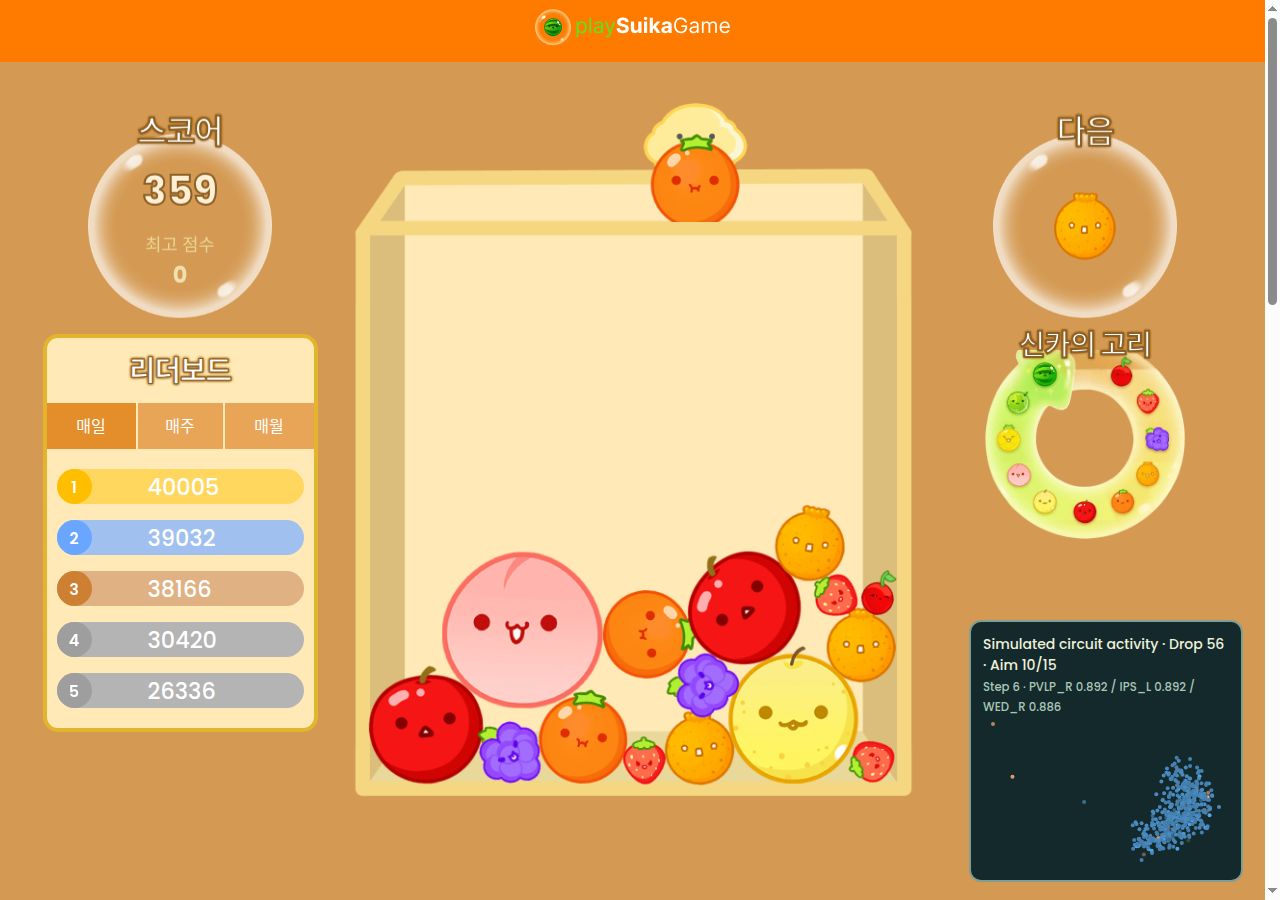 playSuikaGame
스코어
359
최고 점수
0
리더보드
매일 매주 매월
1 40005
2 39032
3 38166
4 30420
5 26336
다음
신카의 고리
Simulated circuit activity · Drop 56
· Aim 10/15
Step 6 · PVLP_R 0.892 / IPS_L 0.892 /
WED_R 0.886